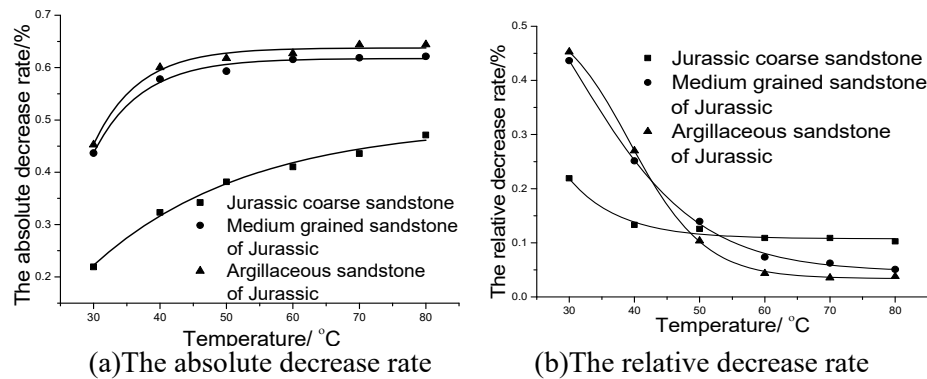 The absolute decrease rate/%
0.7
0.6
0.5
0.4
0.3
0.2
Jurassic coarse sandstone
Medium grained sandstone
of Jurassic
Argillaceous sandstone
of Jurassic
30 40 50 60 70 80
Temperature/ °C
(a)The absolute decrease rate
The relative decrease rate/%
0.5
0.4
0.3
0.2
0.1
0.0
Jurassic coarse sandstone
Medium grained sandstone
of Jurassic
Argillaceous sandstone
of Jurassic
30 40 50 60 70 80
Temperature/ °C
(b)The relative decrease rate